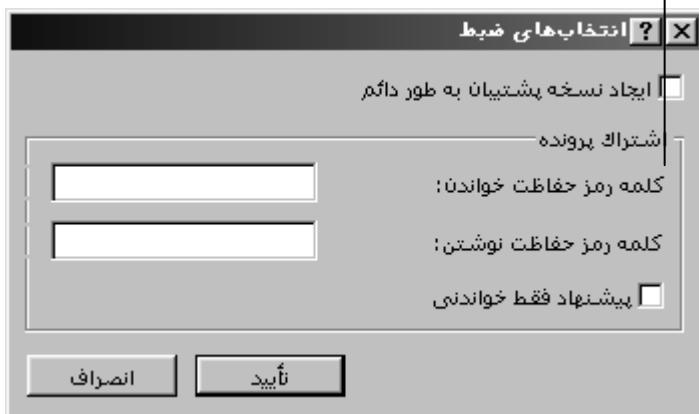 انتخاب‌های ضبط
ایجاد نسخه پشتیبان به طور دائم
اشتراك پرونده
کلمه رمز حفاظت خواندن:
کلمه رمز حفاظت نوشتن:
پیشنهاد فقط خواندنی
تأیید انصراف